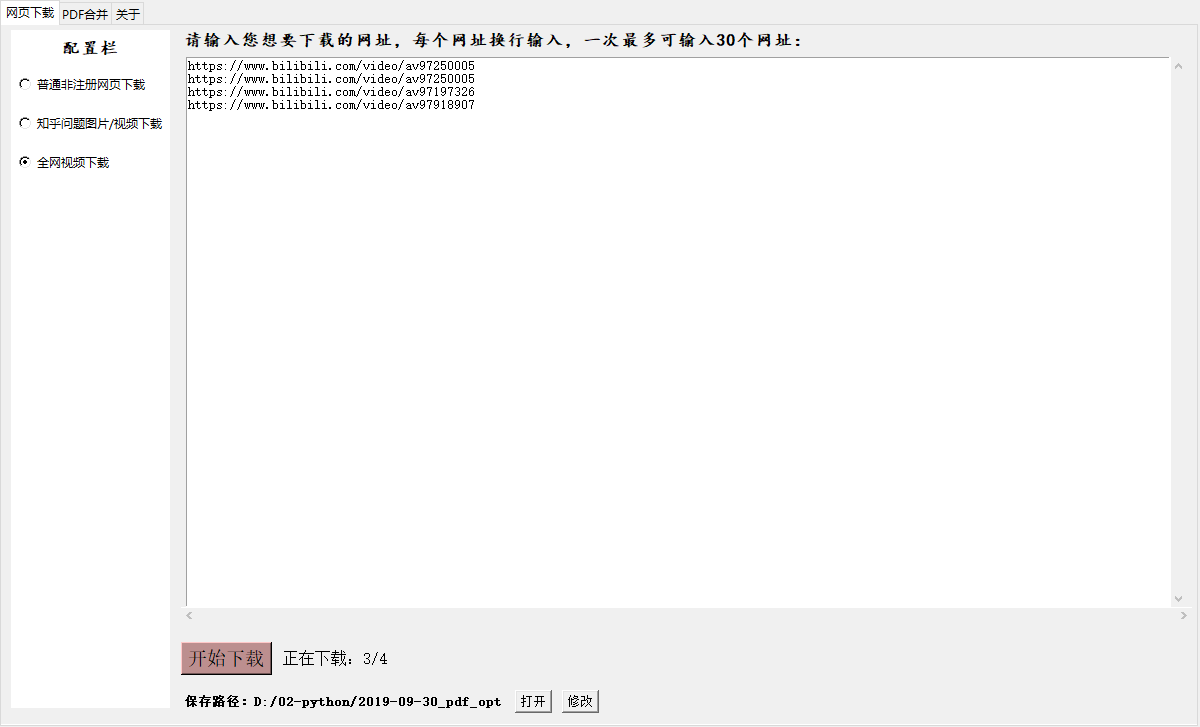 网页下载 PDF合并 关于
配置栏
普通非注册网页下载
知乎问题图片/视频下载
全网视频下载
请输入您想要下载的网址，每个网址换行输入，一次最多可输入30个网址：
https://www.bilibili.com/video/av97250005
https://www.bilibili.com/video/av97250005
https://www.bilibili.com/video/av97197326
https://www.bilibili.com/video/av97918907
开始下载 正在下载：3/4
保存路径：D:/02-python/2019-09-30_pdf_opt 打开 修改